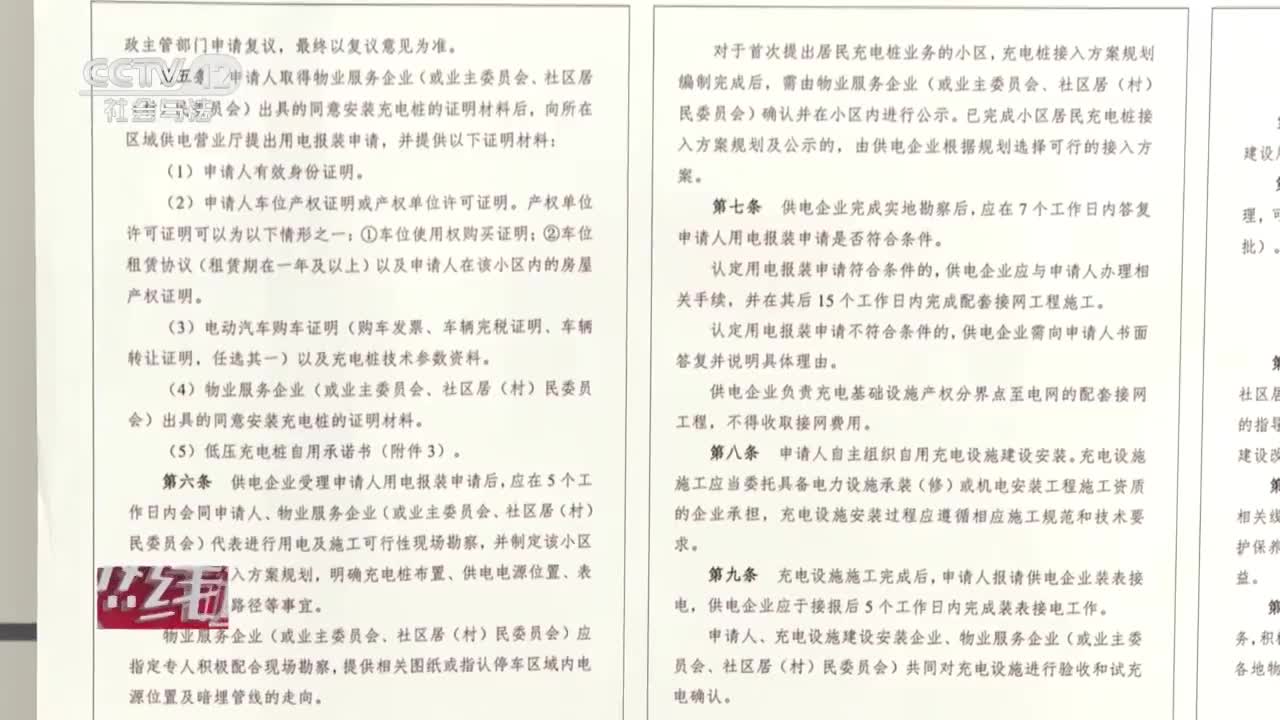 CCTV 12
社会与法
政主管部门申请复议，最终以复议意见为准。
五条 申请人取得物业服务企业（或业主委员会、社区居
民委员会）出具的同意安装充电桩的证明材料后，向所在
区域供电营业厅提出用电报装申请，并提供以下证明材料：
（1）申请人有效身份证明。
（2）申请人车位产权证明或产权单位许可证明。产权单位
许可证明可以为以下情形之一；①车位使用权购买证明；②车位
租赁协议（租赁期在一年及以上）以及申请人在该小区内的房屋
产权证明。
（3）电动汽车购车证明（购车发票、车辆完税证明、车辆
转让证明，任选其一）以及充电桩技术参数资料。
（4）物业服务企业（或业主委员会、社区居（村）民委员
会）出具的同意安装充电桩的证明材料。
（5）低压充电桩自用承诺书（附件3）。
第六条 供电企业受理申请人用电报装申请后，应在5个工
作日内会同申请人、物业服务企业（或业主委员会、社区居（村）
民委员会）代表进行用电及施工可行性现场勘察，并制定该小区
入方案规划，明确充电桩布置、供电电源位置、表
路径等事宜。
物业服务企业（或业主委员会、社区居（村）民委员会）应
指定专人积极配合现场勘察，提供相关图纸或指认停车区域内电
源位置及暗埋管线的走向。
一线
对于首次提出居民充电桩业务的小区，充电桩接入方案规划
编制完成后，需由物业服务企业（或业主委员会、社区居（村）
民委员会）确认并在小区内进行公示。已完成小区居民充电桩接
入方案规划及公示的，由供电企业根据规划选择可行的接入方
案。
第七条 供电企业完成实地勘察后，应在7个工作日内答复
申请人用电报装申请是否符合条件。
认定用电报装申请符合条件的，供电企业应与申请人办理相
关手续，并在其后15个工作日内完成配套接网工程施工。
认定用电报装申请不符合条件的，供电企业需向申请人书面
答复并说明具体理由。
供电企业负责充电基础设施产权分界点至电网的配套接网
工程，不得收取接网费用。
第八条 申请人自主组织自用充电设施建设安装。充电设施
施工应当委托具备电力设施承装（修）或机电安装工程施工资质
的企业承担，充电设施安装过程应遵循相应施工规范和技术要
求。
第九条 充电设施施工完成后，申请人报请供电企业装表接
电，供电企业应于接报后5个工作日内完成装表接电工作。
申请人、充电设施建设安装企业、物业服务企业（或业主委
员会、社区居（村）民委员会）共同对充电设施进行验收和试充
电确认。
建设
理，可
批）。
社区居
的指导
建设改
相关线
护保养
益。
务，积
各地物